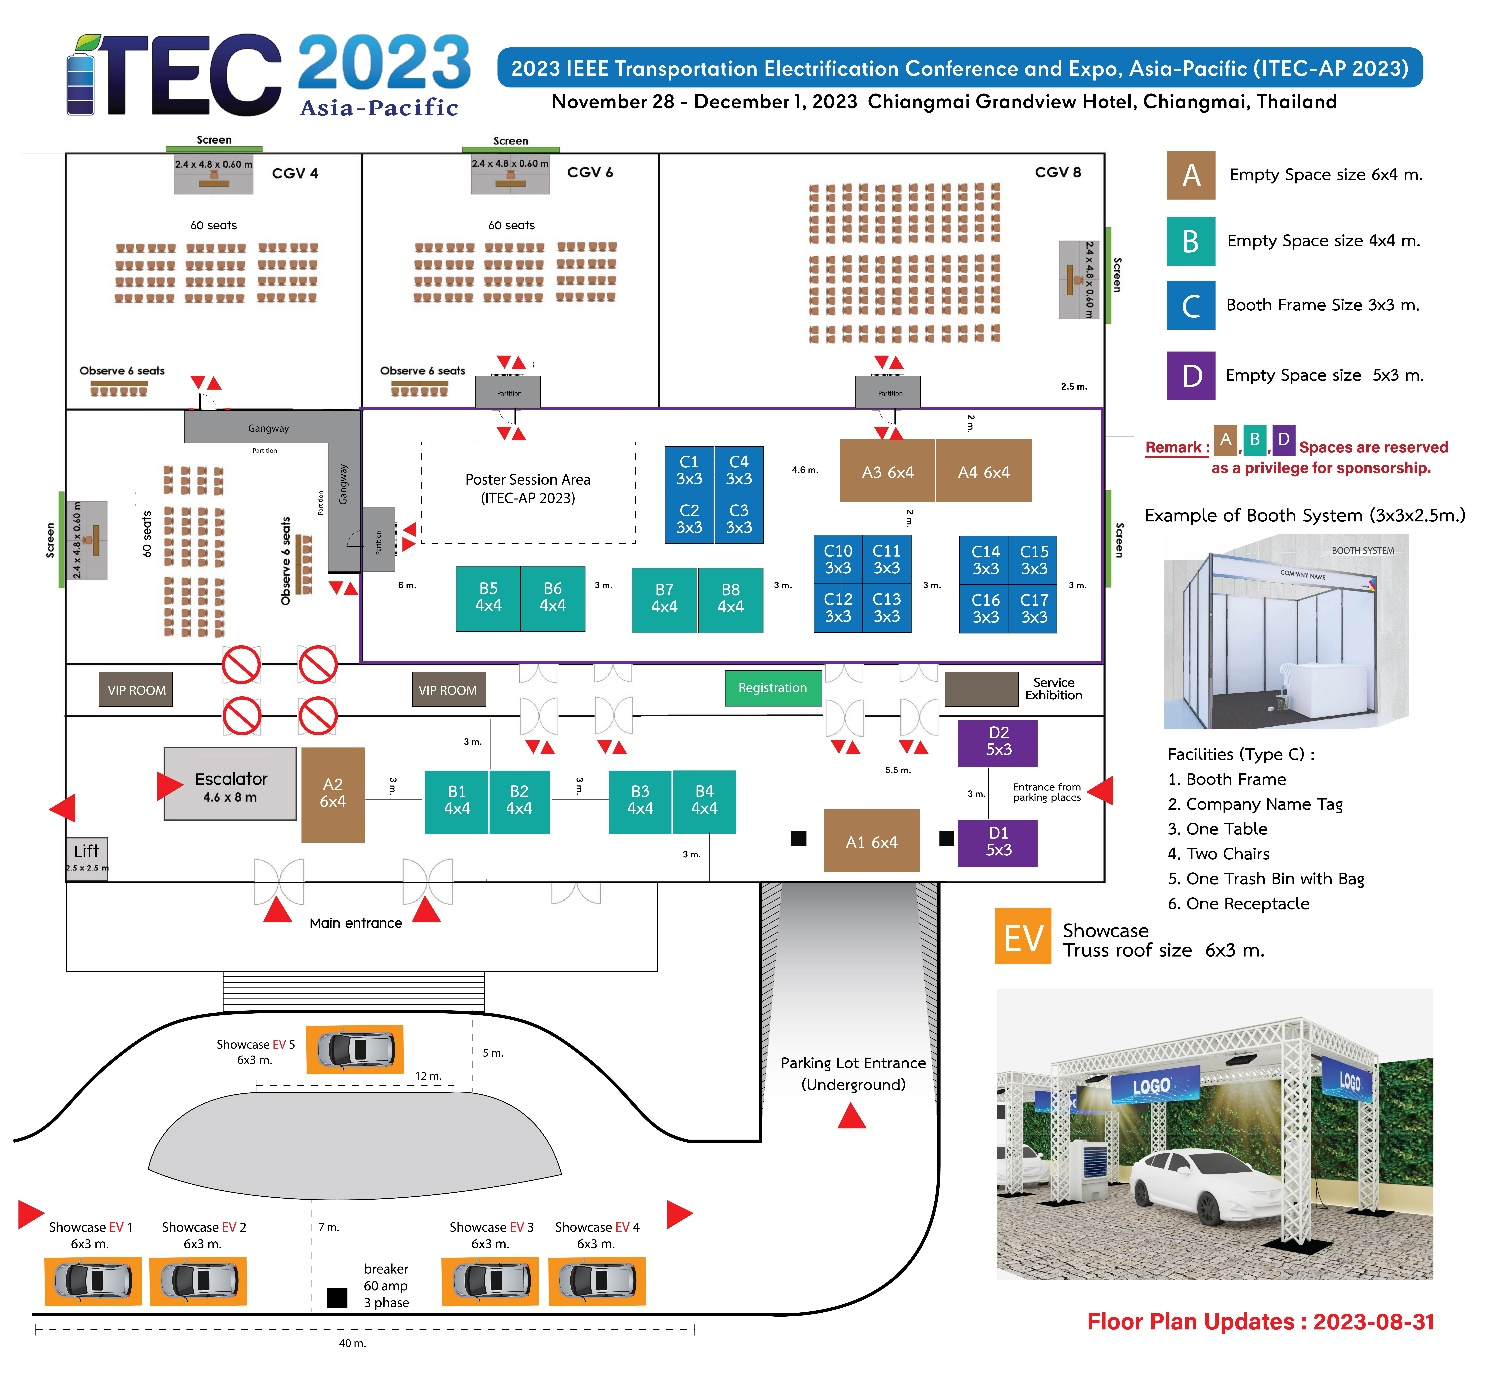 iTEC 2023
Asia-Pacific
2023 IEEE Transportation Electrification Conference and Expo, Asia-Pacific (ITEC-AP 2023)
November 28 - December 1, 2023 Chiangmai Grandview Hotel, Chiangmai, Thailand
Screen
2.4 x 4.8 x 0.60 m
CGV 4
60 seats
Observe 6 seats
Screen
2.4 x 4.8 x 0.60 m
CGV 6
60 seats
Observe 6 seats
Partition
CGV 8
2.4 x 4.8 x 0.60 m
Screen
Partition
2.5 m.
A
Empty Space size 6x4 m.
B
Empty Space size 4x4 m.
C
Booth Frame Size 3x3 m.
D
Empty Space size 5x3 m.
Remark : A , B , D Spaces are reserved
as a privilege for sponsorship.
Gangway
Partition
Gangway
Partition
Partition
Screen
2.4 x 4.8 x 0.60 m
60 seats
Observe 6 seats
Poster Session Area
(ITEC-AP 2023)
C1
3x3
C4
3x3
C2
3x3
C3
3x3
4.6 m.
2 m.
A3 6x4
A4 6x4
2 m.
Screen
6 m.
B5
4x4
B6
4x4
3 m.
B7
4x4
B8
4x4
3 m.
C10
3x3
C11
3x3
C12
3x3
C13
3x3
3 m.
C14
3x3
C15
3x3
C16
3x3
C17
3x3
3 m.
Example of Booth System (3x3x2.5m.)
BOOTH SYSTEM
COMPANY NAME
VIP ROOM
VIP ROOM
Registration
Service
Exhibition
Escalator
4.6 x 8 m
A2
6x4
3 m.
3 m.
B1
4x4
B2
4x4
3 m.
B3
4x4
B4
4x4
3 m.
5.5 m.
D2
5x3
3 m.
Entrance from
parking places
A1 6x4
D1
5x3
Lift
2.5 x 2.5 m
Main entrance
Facilities (Type C) :
1. Booth Frame
2. Company Name Tag
3. One Table
4. Two Chairs
5. One Trash Bin with Bag
6. One Receptacle
EV
Showcase
Truss roof size 6x3 m.
LOGO
LOGO
Showcase EV 5
6x3 m.
5 m.
12 m.
Parking Lot Entrance
(Underground)
Showcase EV 1
6x3 m.
Showcase EV 2
6x3 m.
7 m.
breaker
60 amp
3 phase
Showcase EV 3
6x3 m.
Showcase EV 4
6x3 m.
40 m.
Floor Plan Updates : 2023-08-31